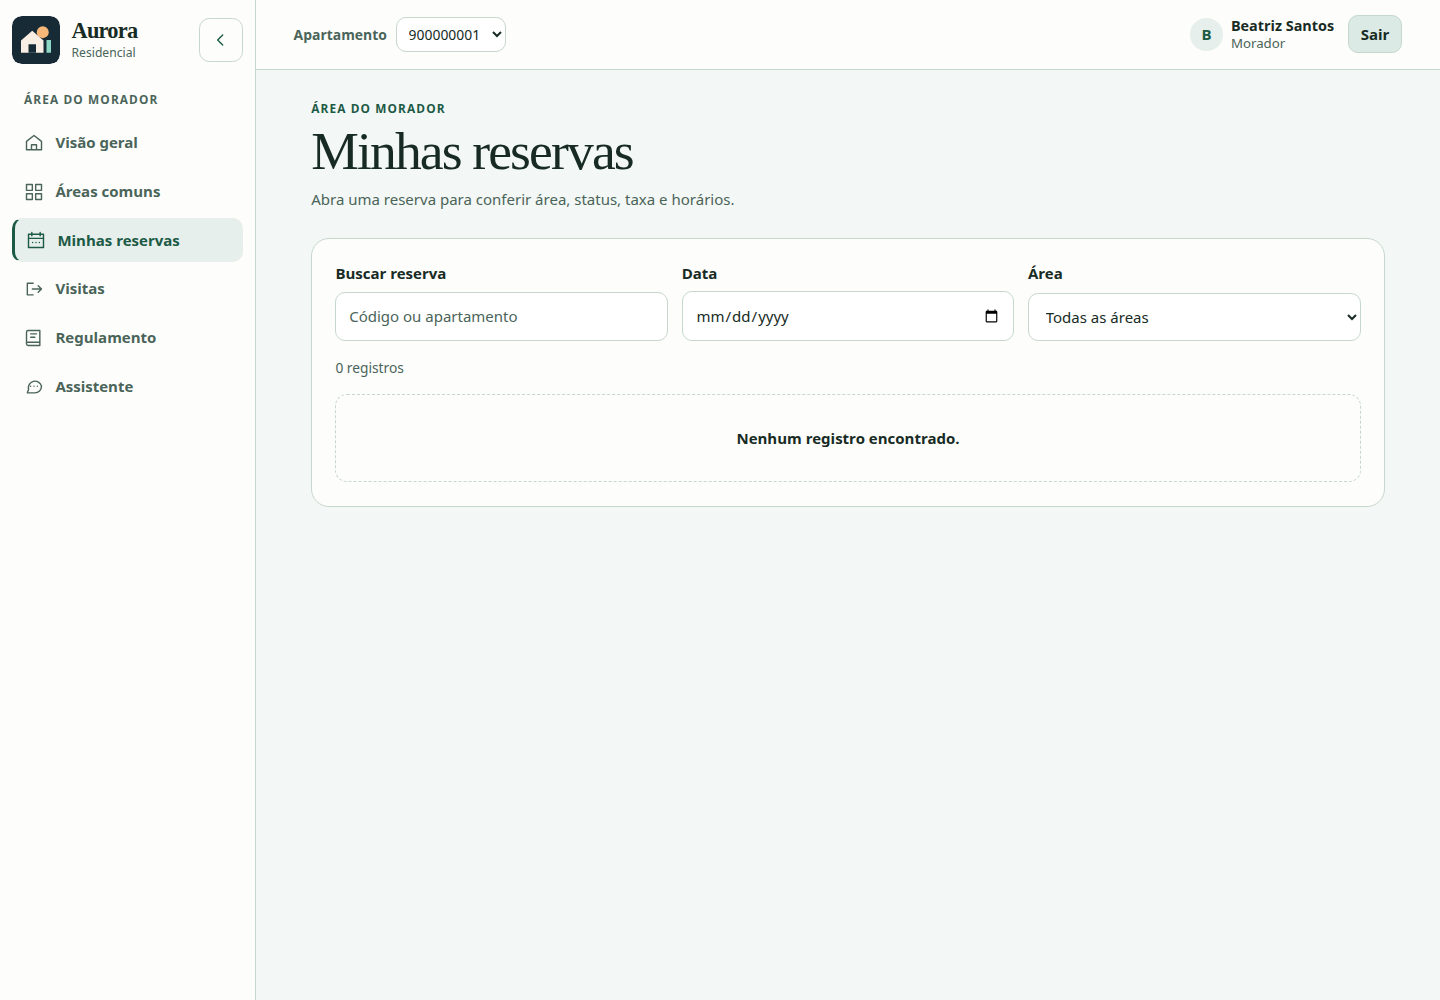 Aurora
Residencial
ÁREA DO MORADOR
Visão geral
Áreas comuns
Minhas reservas
Visitas
Regulamento
Assistente
Apartamento 900000001
B Beatriz Santos
Morador
Sair
ÁREA DO MORADOR
Minhas reservas
Abra uma reserva para conferir área, status, taxa e horários.
Buscar reserva Data Área
Código ou apartamento mm/dd/yyyy Todas as áreas
0 registros
Nenhum registro encontrado.